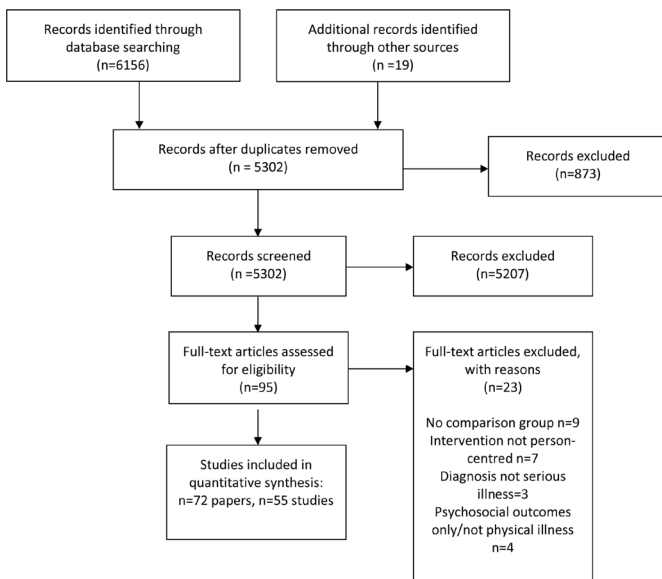 Records identified through
database searching
(n=6156)
Additional records identified
through other sources
(n =19)
Records after duplicates removed
(n = 5302)
Records excluded
(n=873)
Records screened
(n =5302)
Records excluded
(n=5207)
Full-text articles assessed
for eligibility
(n=95)
Full-text articles excluded,
with reasons
(n=23)
No comparison group n=9
Intervention not person-
centred n=7
Diagnosis not serious
illness=3
Psychosocial outcomes
only/not physical illness
n=4
Studies included in
quantitative synthesis:
n=72 papers, n=55 studies